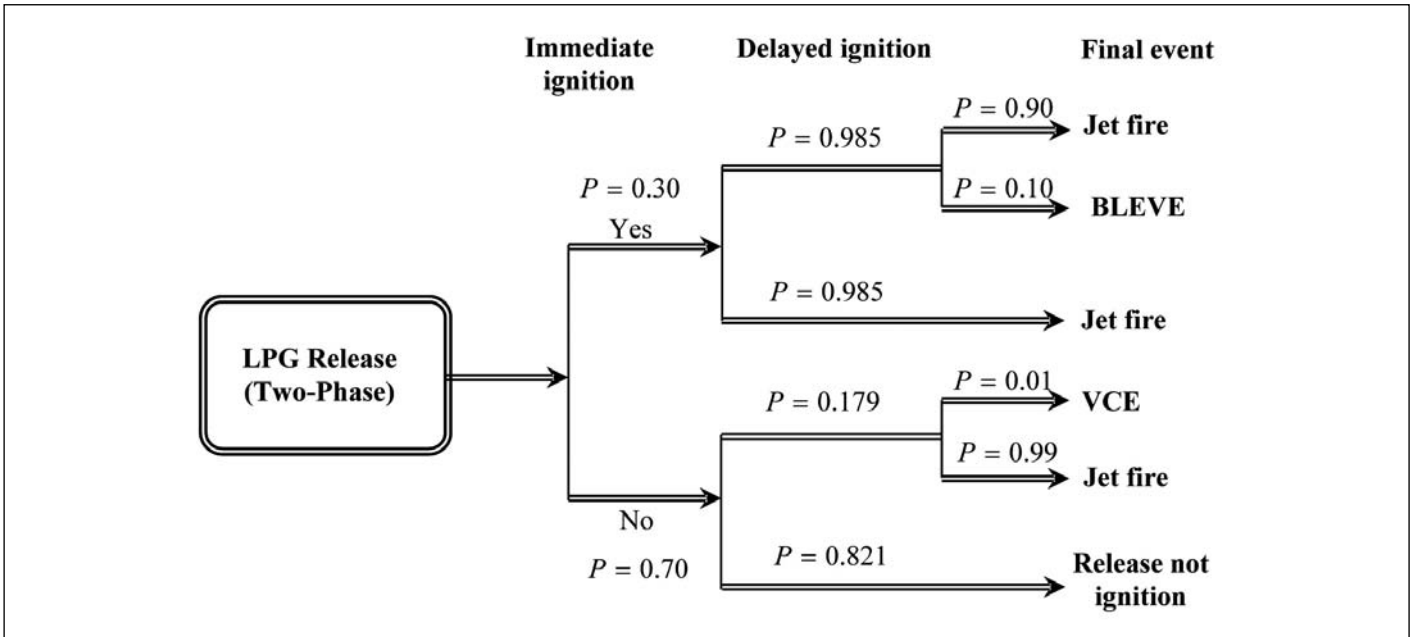 Immediate
ignition
Delayed ignition
Final event
P = 0.90
Jet fire
P = 0.985
P = 0.10
BLEVE
P = 0.30
Yes
P = 0.985
Jet fire
LPG Release
(Two-Phase)
P = 0.01
VCE
P = 0.179
P = 0.99
Jet fire
No
P = 0.70
P = 0.821
Release not
ignition